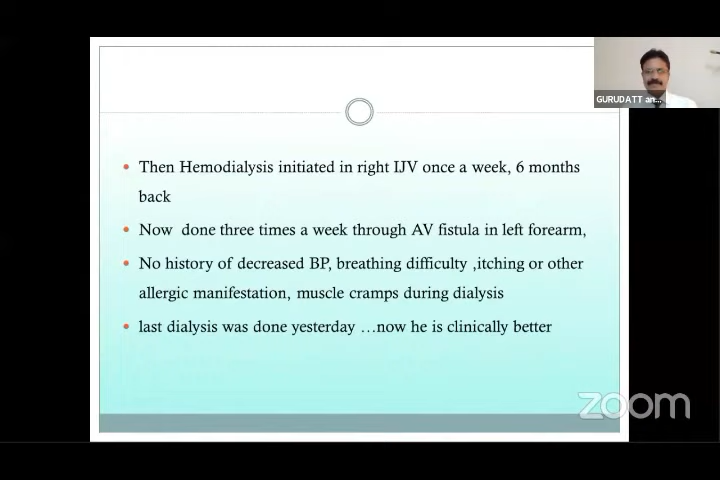 GURUDATT an...
Then Hemodialysis initiated in right IJV once a week, 6 months
back
Now done three times a week through AV fistula in left forearm,
No history of decreased BP, breathing difficulty ,itching or other
allergic manifestation, muscle cramps during dialysis
last dialysis was done yesterday …now he is clinically better
zoom